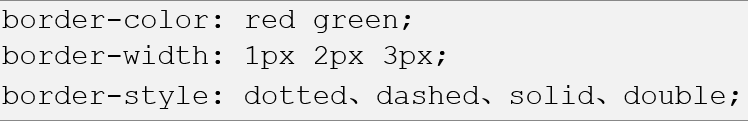 border-color: red green;
border-width: 1px 2px 3px;
border-style: dotted、dashed、solid、double;